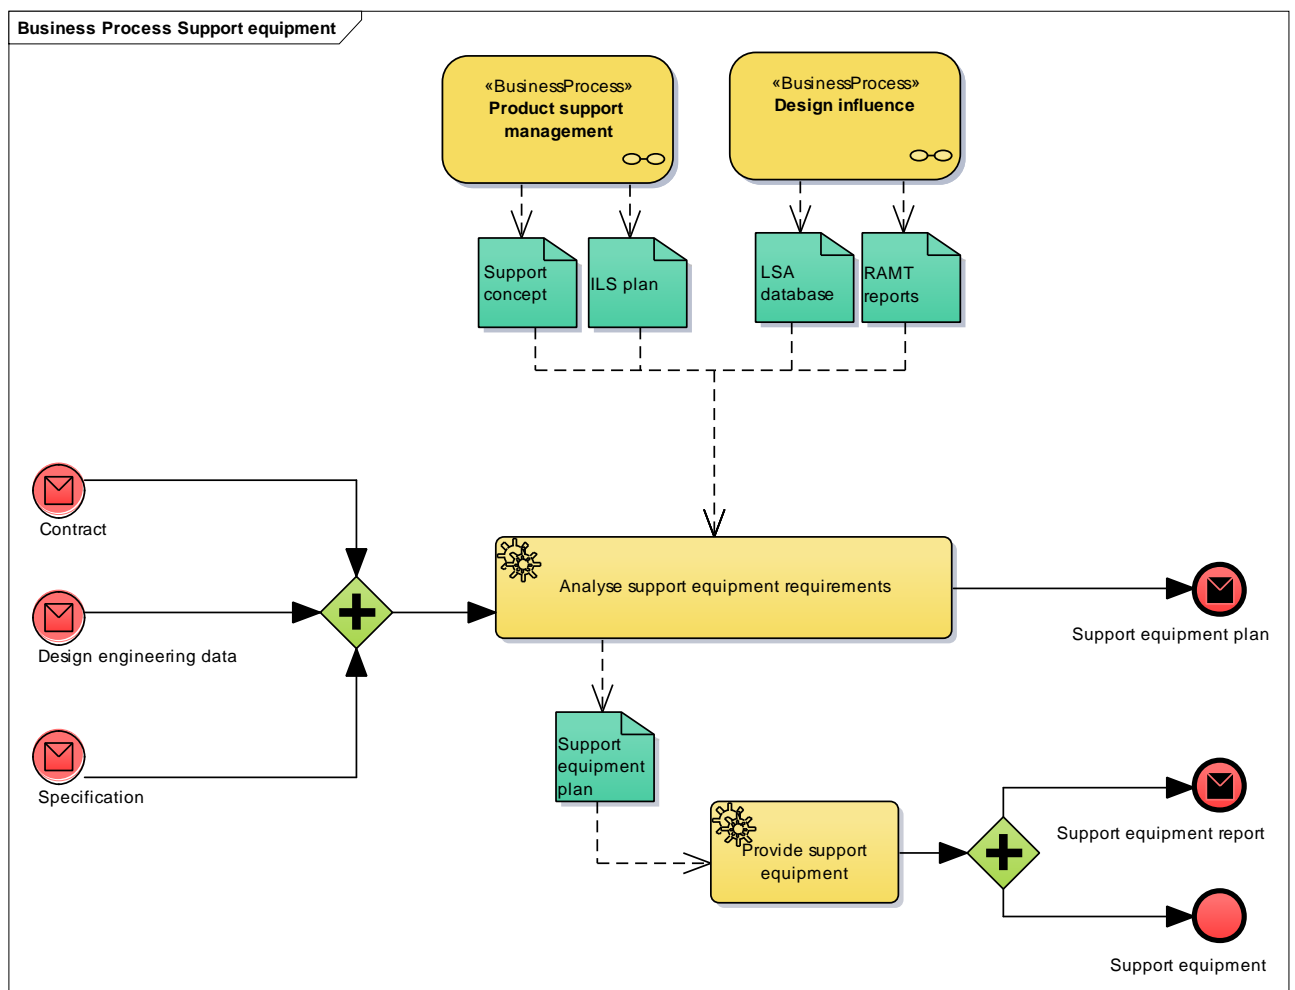 Business Process Support equipment
«BusinessProcess»
Product support
management
«BusinessProcess»
Design influence
Support
concept
ILS plan
LSA
database
RAMT
reports
Contract
Design engineering data
Specification
Analyse support equipment requirements
Support equipment plan
Support
equipment
plan
Provide support
equipment
Support equipment report
Support equipment